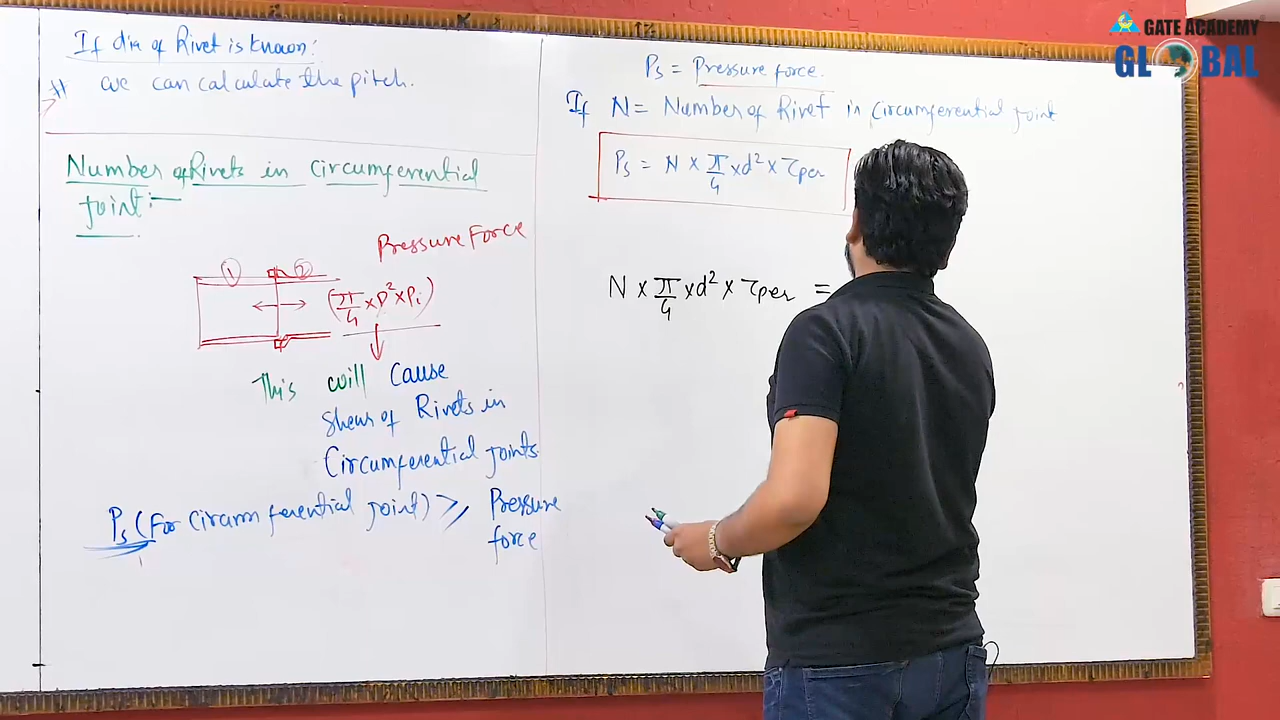 If dia of Rivet is known:
we can calculate the pitch.
Number of Rivets in Circumferential
Joint:-
Pressure Force
① ②
(π/4 × D² × Pi)
This will Cause
Shear of Rivets in
Circumferential Joints.
Ps (For Circumferential Joint) ≥ Pressure
force
Ps = Pressure force.
If N = Number of Rivet in Circumferential Joint
Ps = N × π/4 × d² × τper
N × π/4 × d² × τper =
GATE ACADEMY
GLOBAL